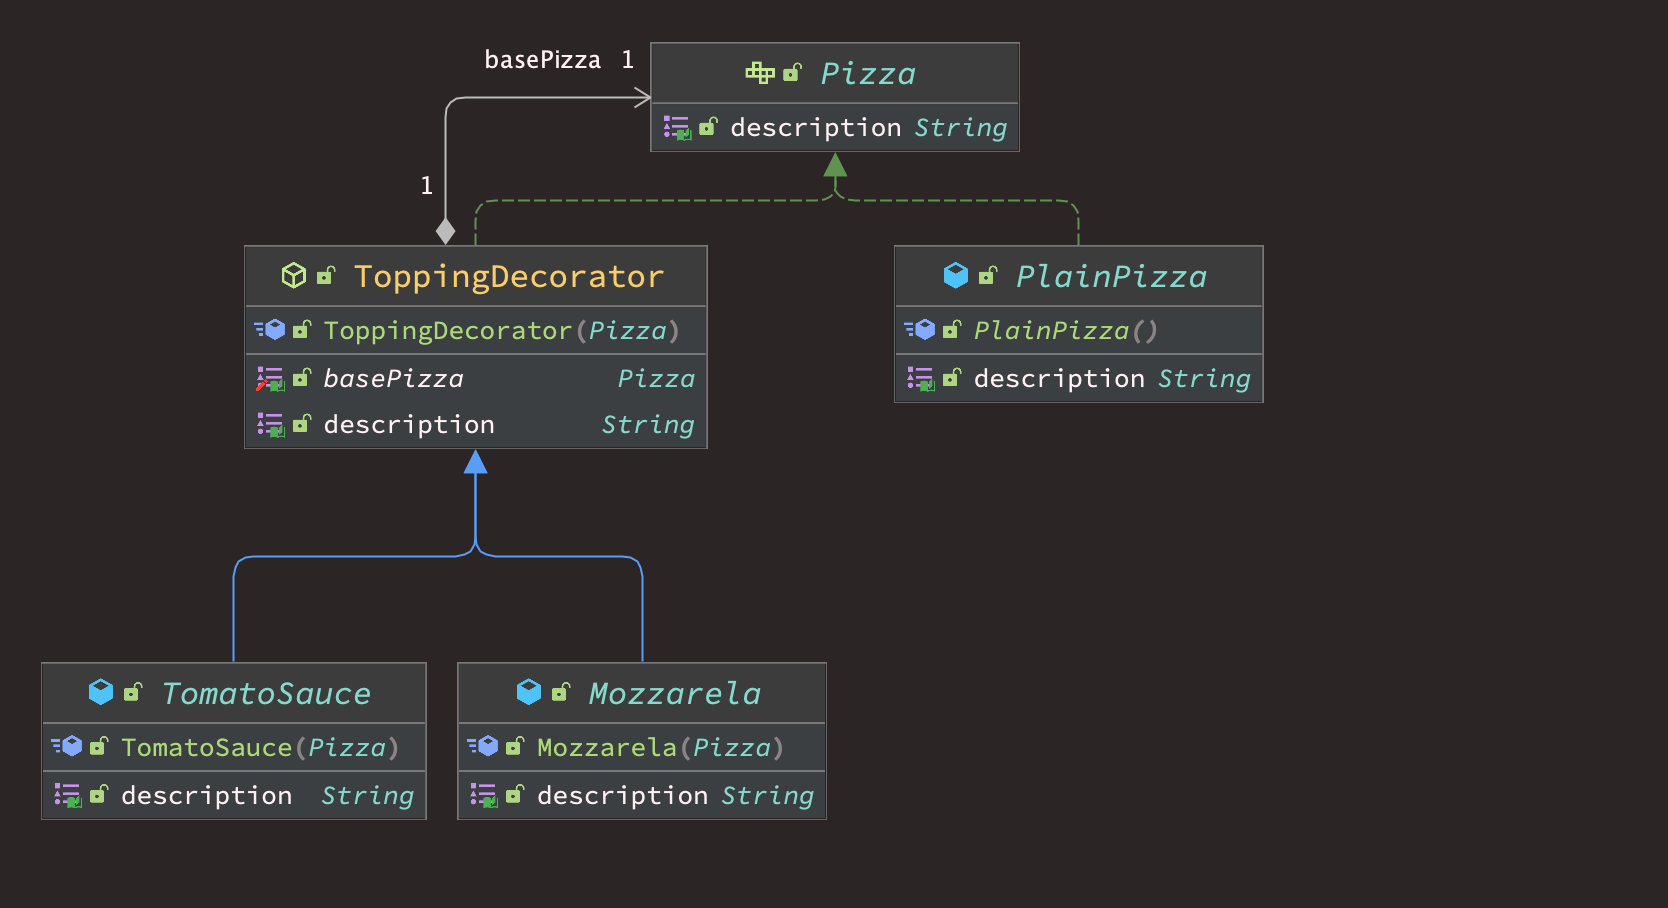 basePizza 1
Pizza
description String
1
ToppingDecorator
ToppingDecorator(Pizza)
basePizza Pizza
description String
PlainPizza
PlainPizza()
description String
TomatoSauce
TomatoSauce(Pizza)
description String
Mozzarela
Mozzarela(Pizza)
description String